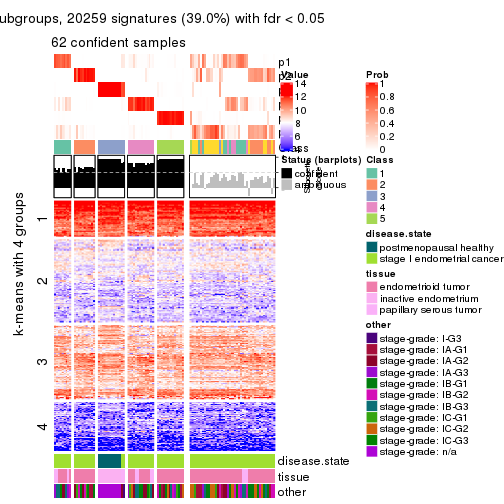 ubgroups, 20259 signatures (39.0%) with fdr < 0.05
62 confident samples
p1
Value
14
12
10
8
6
Prob
1
0.8
0.6
0.4
0.2
0
Status (barplots)
confident
ambiguous
Class
1
2
3
4
5
disease.state
postmenopausal healthy
stage I endometrial cancer
tissue
endometrioid tumor
inactive endometrium
papillary serous tumor
other
stage-grade: I-G3
stage-grade: IA-G1
stage-grade: IA-G2
stage-grade: IA-G3
stage-grade: IB-G1
stage-grade: IB-G2
stage-grade: IB-G3
stage-grade: IC-G1
stage-grade: IC-G2
stage-grade: IC-G3
stage-grade: n/a
k-means with 4 groups
1
2
3
4
disease.state
tissue
other